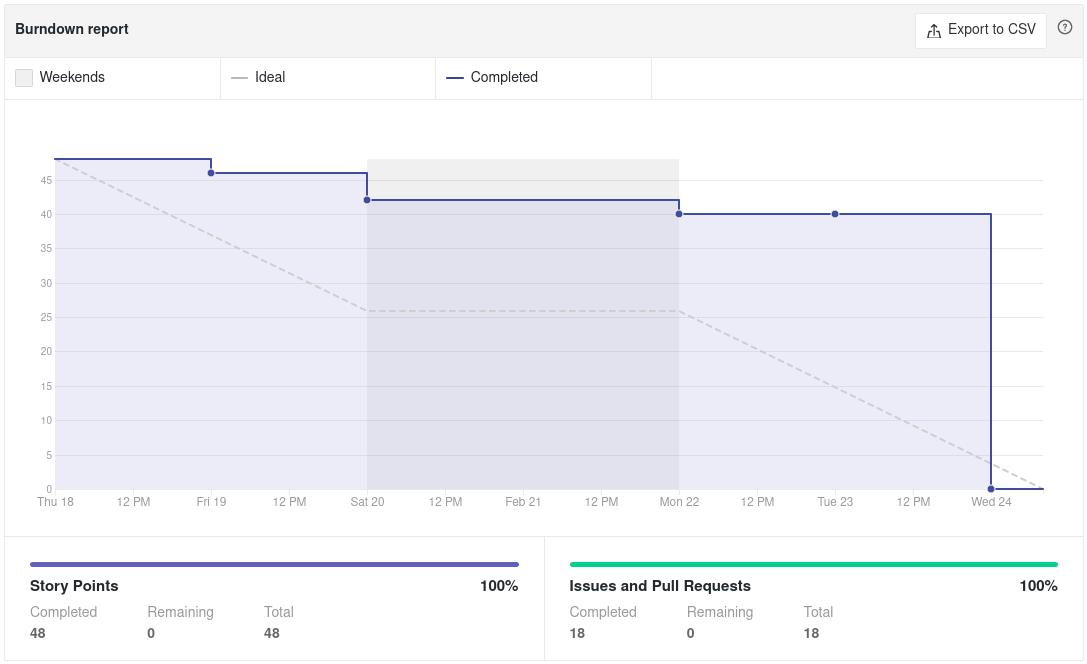 Burndown report
Export to CSV
?
Weekends
Ideal
Completed
45
40
35
30
25
20
15
10
5
0
Thu 18 12 PM Fri 19 12 PM Sat 20 12 PM Feb 21 12 PM Mon 22 12 PM Tue 23 12 PM Wed 24
Story Points 100%
Completed Remaining Total
48 0 48
Issues and Pull Requests 100%
Completed Remaining Total
18 0 18